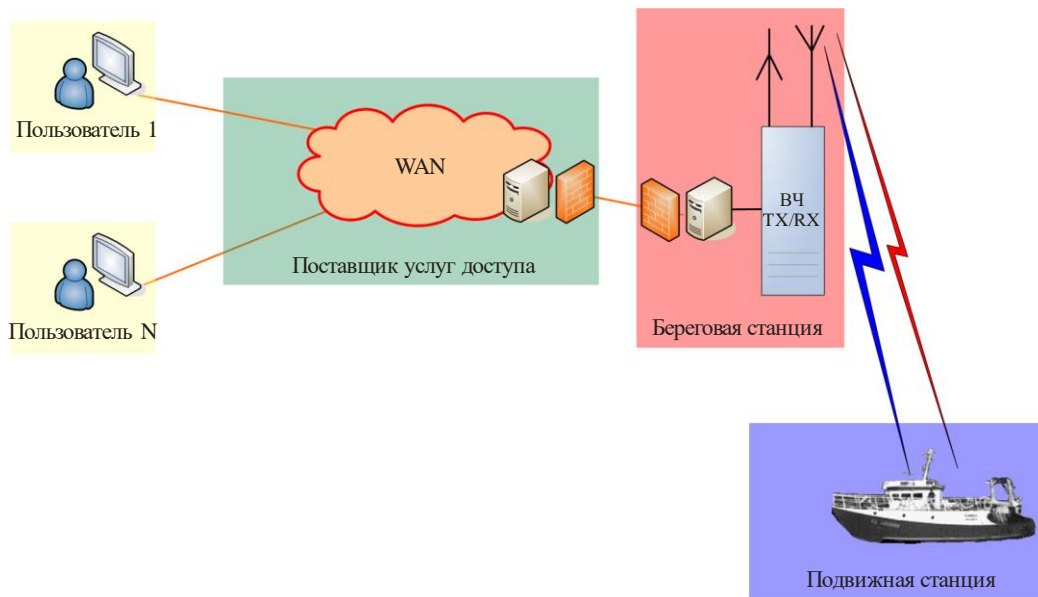 Пользователь 1
WAN
Поставщик услуг доступа
Пользователь N
ВЧ
TX/RX
Береговая станция
Подвижная станция